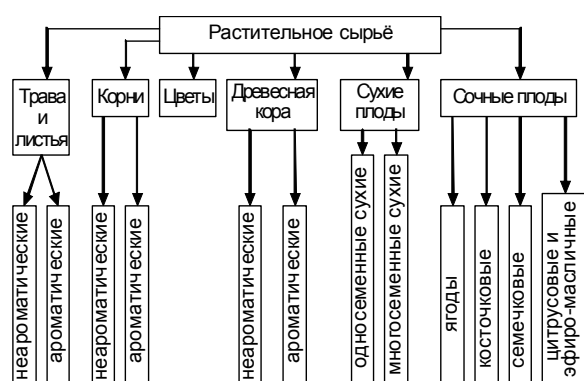 Растительное сырьё
Трава
и
листья
Корни
Цветы
Древесная
кора
Сухие
плоды
Сочные плоды
неароматические
ароматические
неароматические
ароматические
неароматические
ароматические
односеменные сухие
многосеменные сухие
ягоды
косточковые
семечковые
цитрусовые и
эфиро-масличные